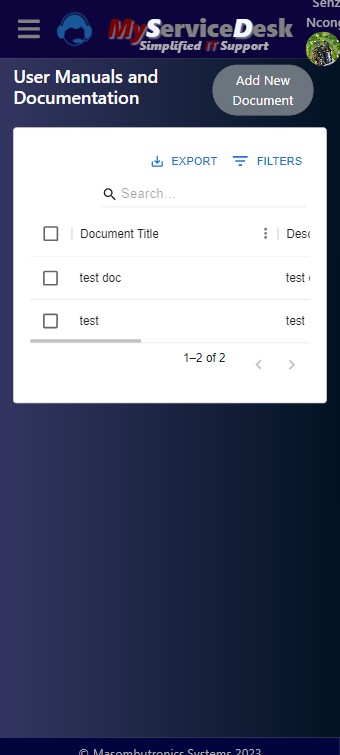 Senz
Ncong
MyServiceDesk
Simplified IT Support
User Manuals and
Documentation
Add New
Document
EXPORT
FILTERS
Search...
Document Title
Desc
test doc
test
test
test
1–2 of 2
© Masombutronics Systems 2023